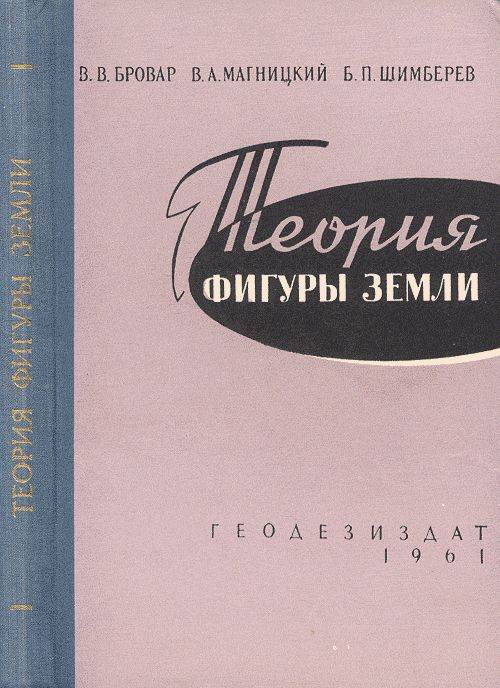 В. В. БРОВАР В. А. МАГНИЦКИЙ Б. П. ШИМБЕРЕВ
Теория
ФИГУРЫ ЗЕМЛИ
ГЕОДЕЗИЗДАТ
1961
ТЕОРИЯ ФИГУРЫ ЗЕМЛИ